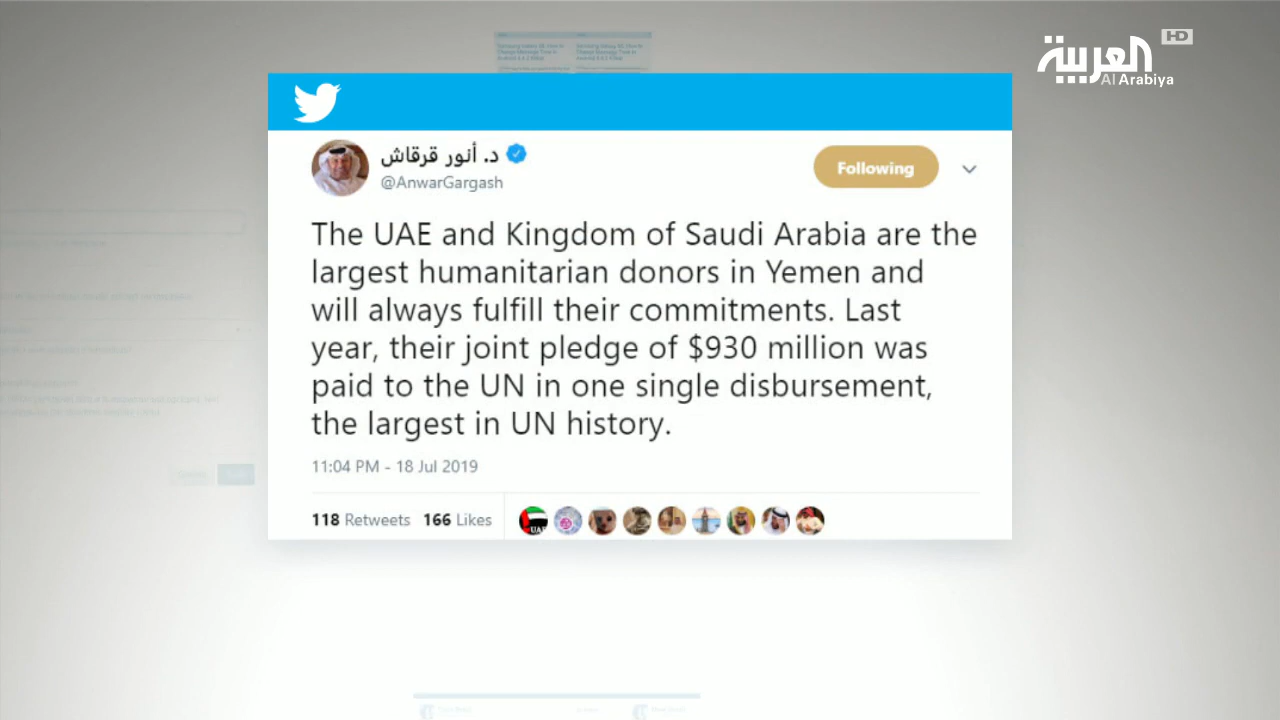 العربية HD
Al Arabiya
د. أنور قرقاش
@AnwarGargash
Following
The UAE and Kingdom of Saudi Arabia are the
largest humanitarian donors in Yemen and
will always fulfill their commitments. Last
year, their joint pledge of $930 million was
paid to the UN in one single disbursement,
the largest in UN history.
11:04 PM - 18 Jul 2019
118 Retweets 166 Likes
UAE